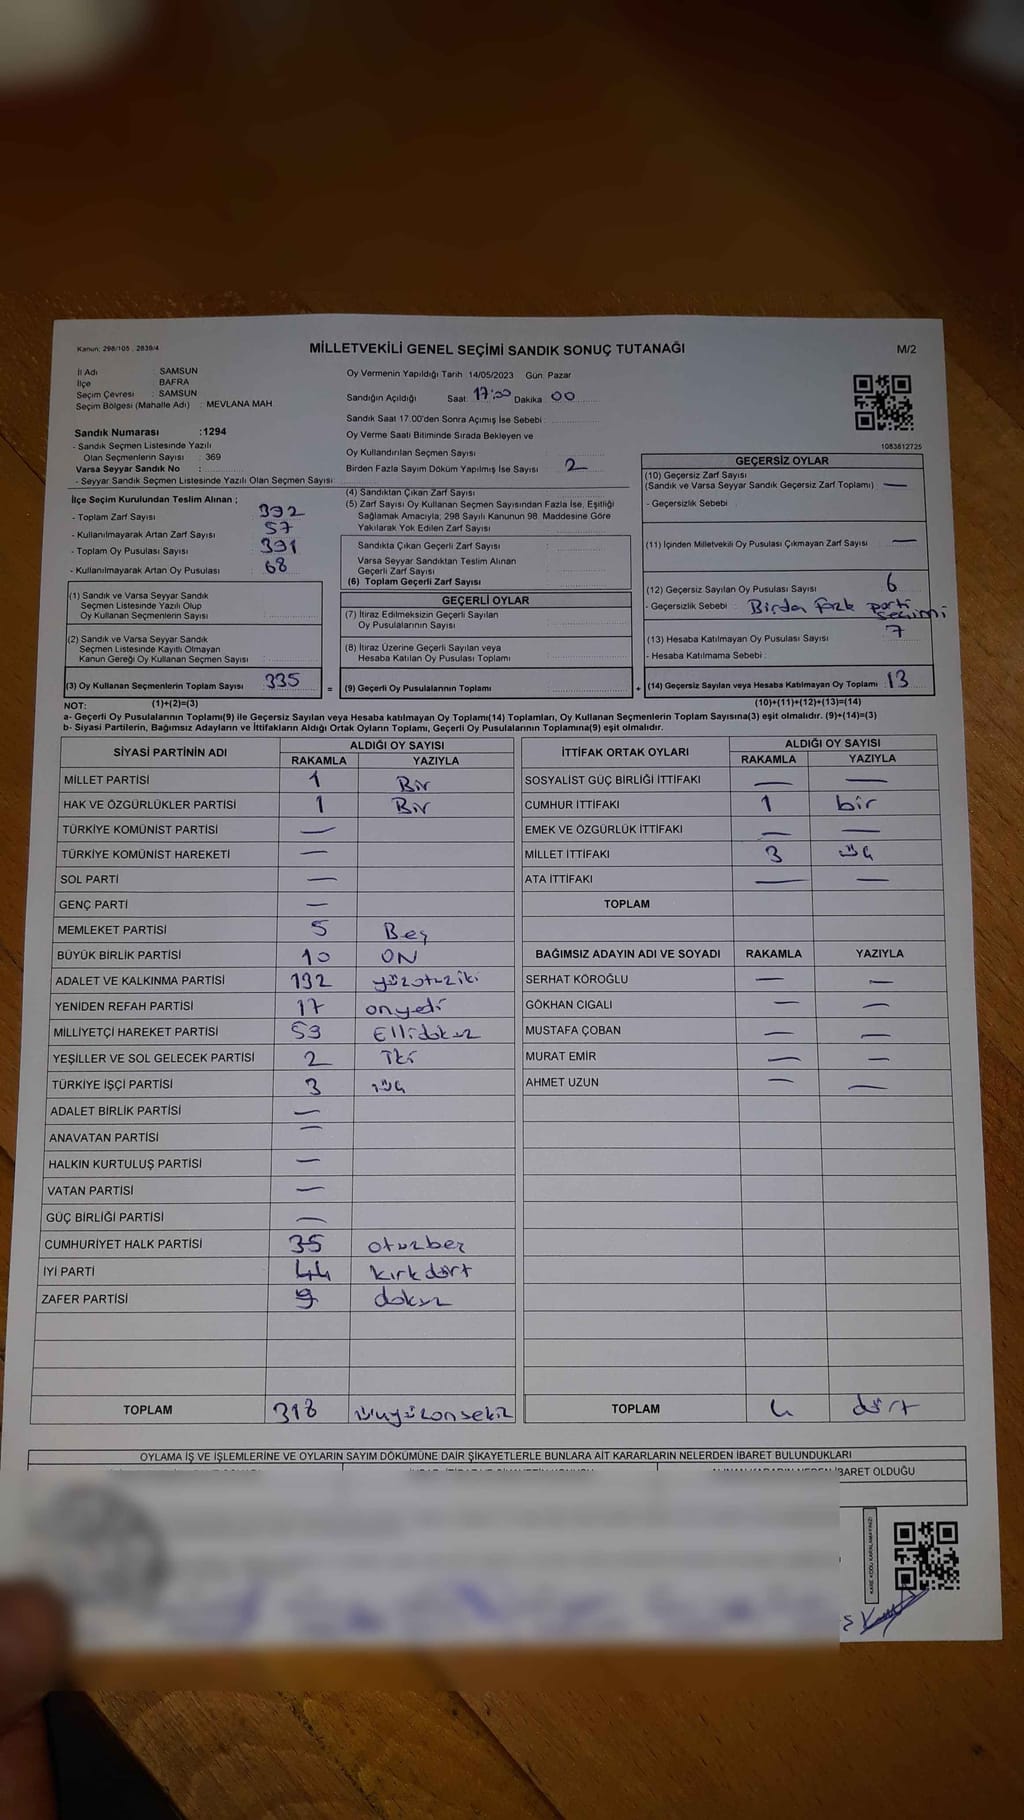 Kanun: 298/105 , 2839/4
MİLLETVEKİLİ GENEL SEÇİMİ SANDIK SONUÇ TUTANAĞI
M/2
İl Adı : SAMSUN
İlçe : BAFRA
Seçim Çevresi : SAMSUN
Seçim Bölgesi (Mahalle Adı) : MEVLANA MAH.
Sandık Numarası :1294
- Sandık Seçmen Listesinde Yazılı
Olan Seçmenlerin Sayısı : 369
Varsa Seyyar Sandık No :
- Seyyar Sandık Seçmen Listesinde Yazılı Olan Seçmen Sayısı :
Oy Vermenin Yapıldığı Tarih :14/05/2023 Gün: Pazar
Sandığın Açıldığı Saat: 17:00 Dakika 00
Sandık Saat 17:00'den Sonra Açımış İse Sebebi :
Oy Verme Saati Bitiminde Sırada Bekleyen ve
Oy Kullandırılan Seçmen Sayısı
Birden Fazla Sayım Döküm Yapılmış İse Sayısı 2
1083612725
İlçe Seçim Kurulundan Teslim Alınan ;
- Toplam Zarf Sayısı 392
- Kullanılmayarak Artan Zarf Sayısı 57
- Toplam Oy Pusulası Sayısı 391
- Kullanılmayarak Artan Oy Pusulası 68
(1) Sandık ve Varsa Seyyar Sandık
Seçmen Listesinde Yazılı Olup
Oy Kullanan Seçmenlerin Sayısı
(2) Sandık ve Varsa Seyyar Sandık
Seçmen Listesinde Kayıtlı Olmayan
Kanun Gereği Oy Kullanan Seçmen Sayısı
(3) Oy Kullanan Seçmenlerin Toplam Sayısı 335
(1)+(2)=(3)
(4) Sandıktan Çıkan Zarf Sayısı
(5) Zarf Sayısı Oy Kullanan Seçmen Sayısından Fazla İse, Eşitliği
Sağlamak Amacıyla, 298 Sayılı Kanunun 98. Maddesine Göre
Yakılarak Yok Edilen Zarf Sayısı
Sandıkta Çıkan Geçerli Zarf Sayısı
Varsa Seyyar Sandıktan Teslim Alınan
Geçerli Zarf Sayısı
(6) Toplam Geçerli Zarf Sayısı
GEÇERLİ OYLAR
(7) İtiraz Edilmeksizin Geçerli Sayılan
Oy Pusulalarının Sayısı
(8) İtiraz Üzerine Geçerli Sayılan veya
Hesaba Katılan Oy Pusulası Toplamı
= (9) Geçerli Oy Pusulalarının Toplamı
GEÇERSİZ OYLAR
(10) Geçersiz Zarf Sayısı
(Sandık ve Varsa Seyyar Sandık Geçersiz Zarf Toplamı) : —
- Geçersizlik Sebebi :
(11) İçinden Milletvekili Oy Pusulası Çıkmayan Zarf Sayısı : —
(12) Geçersiz Sayılan Oy Pusulası Sayısı : 6
- Geçersizlik Sebebi : Birden fazla parti
seçimi
(13) Hesaba Katılmayan Oy Pusulası Sayısı : 7
- Hesaba Katılmama Sebebi :
+ (14) Geçersiz Sayılan veya Hesaba Katılmayan Oy Toplamı : 13
(10)+(11)+(12)+(13)=(14)
NOT:
a- Geçerli Oy Pusulalarının Toplamı(9) ile Geçersiz Sayılan veya Hesaba katılmayan Oy Toplamı(14) Toplamları, Oy Kullanan Seçmenlerin Toplam Sayısına(3) eşit olmalıdır. (9)+(14)=(3)
b- Siyasi Partilerin, Bağımsız Adayların ve İttifakların Aldığı Ortak Oyların Toplamı, Geçerli Oy Pusulalarının Toplamına(9) eşit olmalıdır.
SİYASİ PARTİNİN ADI ALDIĞI OY SAYISI
RAKAMLA YAZIYLA
MİLLET PARTİSİ 1 Bir
HAK VE ÖZGÜRLÜKLER PARTİSİ 1 Bir
TÜRKİYE KOMÜNİST PARTİSİ —
TÜRKİYE KOMÜNİST HAREKETİ —
SOL PARTİ —
GENÇ PARTİ —
MEMLEKET PARTİSİ 5 Beş
BÜYÜK BİRLİK PARTİSİ 10 ON
ADALET VE KALKINMA PARTİSİ 132 yüzotuziki
YENİDEN REFAH PARTİSİ 17 onyedi
MİLLİYETÇİ HAREKET PARTİSİ 59 Ellidokuz
YEŞİLLER VE SOL GELECEK PARTİSİ 2 İki
TÜRKİYE İŞÇİ PARTİSİ 3 üç
ADALET BİRLİK PARTİSİ —
ANAVATAN PARTİSİ —
HALKIN KURTULUŞ PARTİSİ —
VATAN PARTİSİ —
GÜÇ BİRLİĞİ PARTİSİ —
CUMHURİYET HALK PARTİSİ 35 otuzbeş
İYİ PARTİ 44 kırkdört
ZAFER PARTİSİ 9 dokuz
TOPLAM 318 üçyüzonsekiz
İTTİFAK ORTAK OYLARI ALDIĞI OY SAYISI
RAKAMLA YAZIYLA
SOSYALİST GÜÇ BİRLİĞİ İTTİFAKI — —
CUMHUR İTTİFAKI 1 bir
EMEK VE ÖZGÜRLÜK İTTİFAKI — —
MİLLET İTTİFAKI 3 üç
ATA İTTİFAKI — —
TOPLAM
BAĞIMSIZ ADAYIN ADI VE SOYADI RAKAMLA YAZIYLA
SERHAT KÖROĞLU — —
GÖKHAN CIGALI — —
MUSTAFA ÇOBAN — —
MURAT EMİR — —
AHMET UZUN — —
TOPLAM 4 dört
OYLAMA İŞ VE İŞLEMLERİNE VE OYLARIN SAYIM DÖKÜMÜNE DAİR ŞİKAYETLERLE BUNLARA AİT KARARLARIN NELERDEN İBARET BULUNDUKLARI
İBARET OLDUĞU
KARE KODU KARALAMAYINIZ!